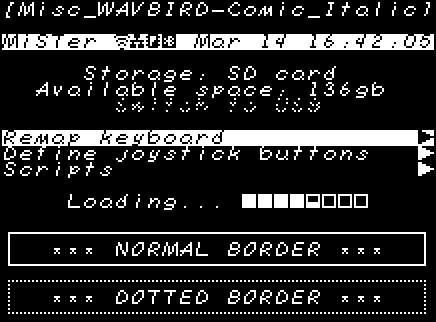 [Misc_WAVBIRD-Comic_Italic]
MiSTer Mar 14 16:42:05
Storage: SD card
Available space: 136gb
Switch to USB
Remap keyboard
Define joystick buttons
Scripts
Loading...
*** NORMAL BORDER ***
*** DOTTED BORDER ***